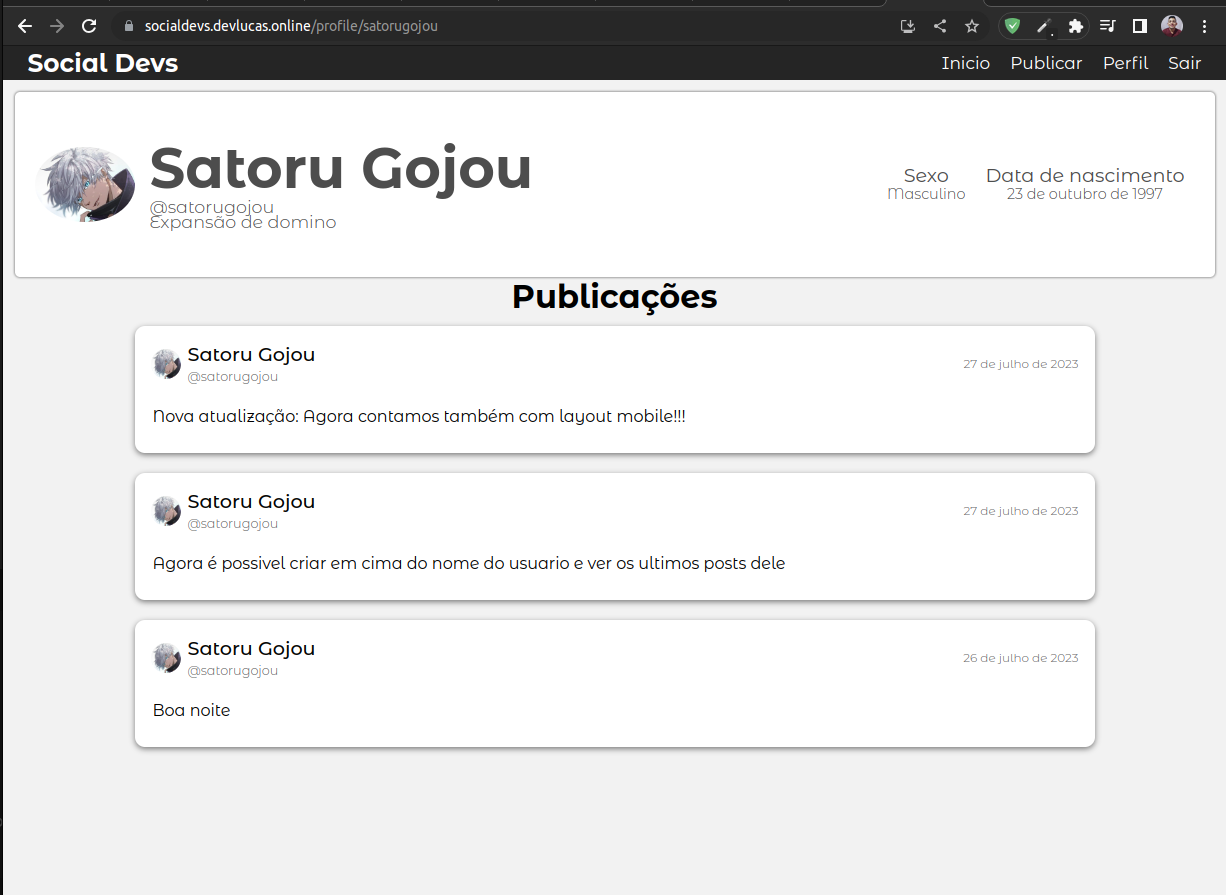 socialdevs.devlucas.online/profile/satorugojou
Social Devs
Inicio Publicar Perfil Sair
Satoru Gojou
@satorugojou
Expansão de domino
Sexo
Masculino
Data de nascimento
23 de outubro de 1997
Publicações
Satoru Gojou
@satorugojou
27 de julho de 2023
Nova atualização: Agora contamos também com layout mobile!!!
Satoru Gojou
@satorugojou
27 de julho de 2023
Agora é possivel criar em cima do nome do usuario e ver os ultimos posts dele
Satoru Gojou
@satorugojou
26 de julho de 2023
Boa noite